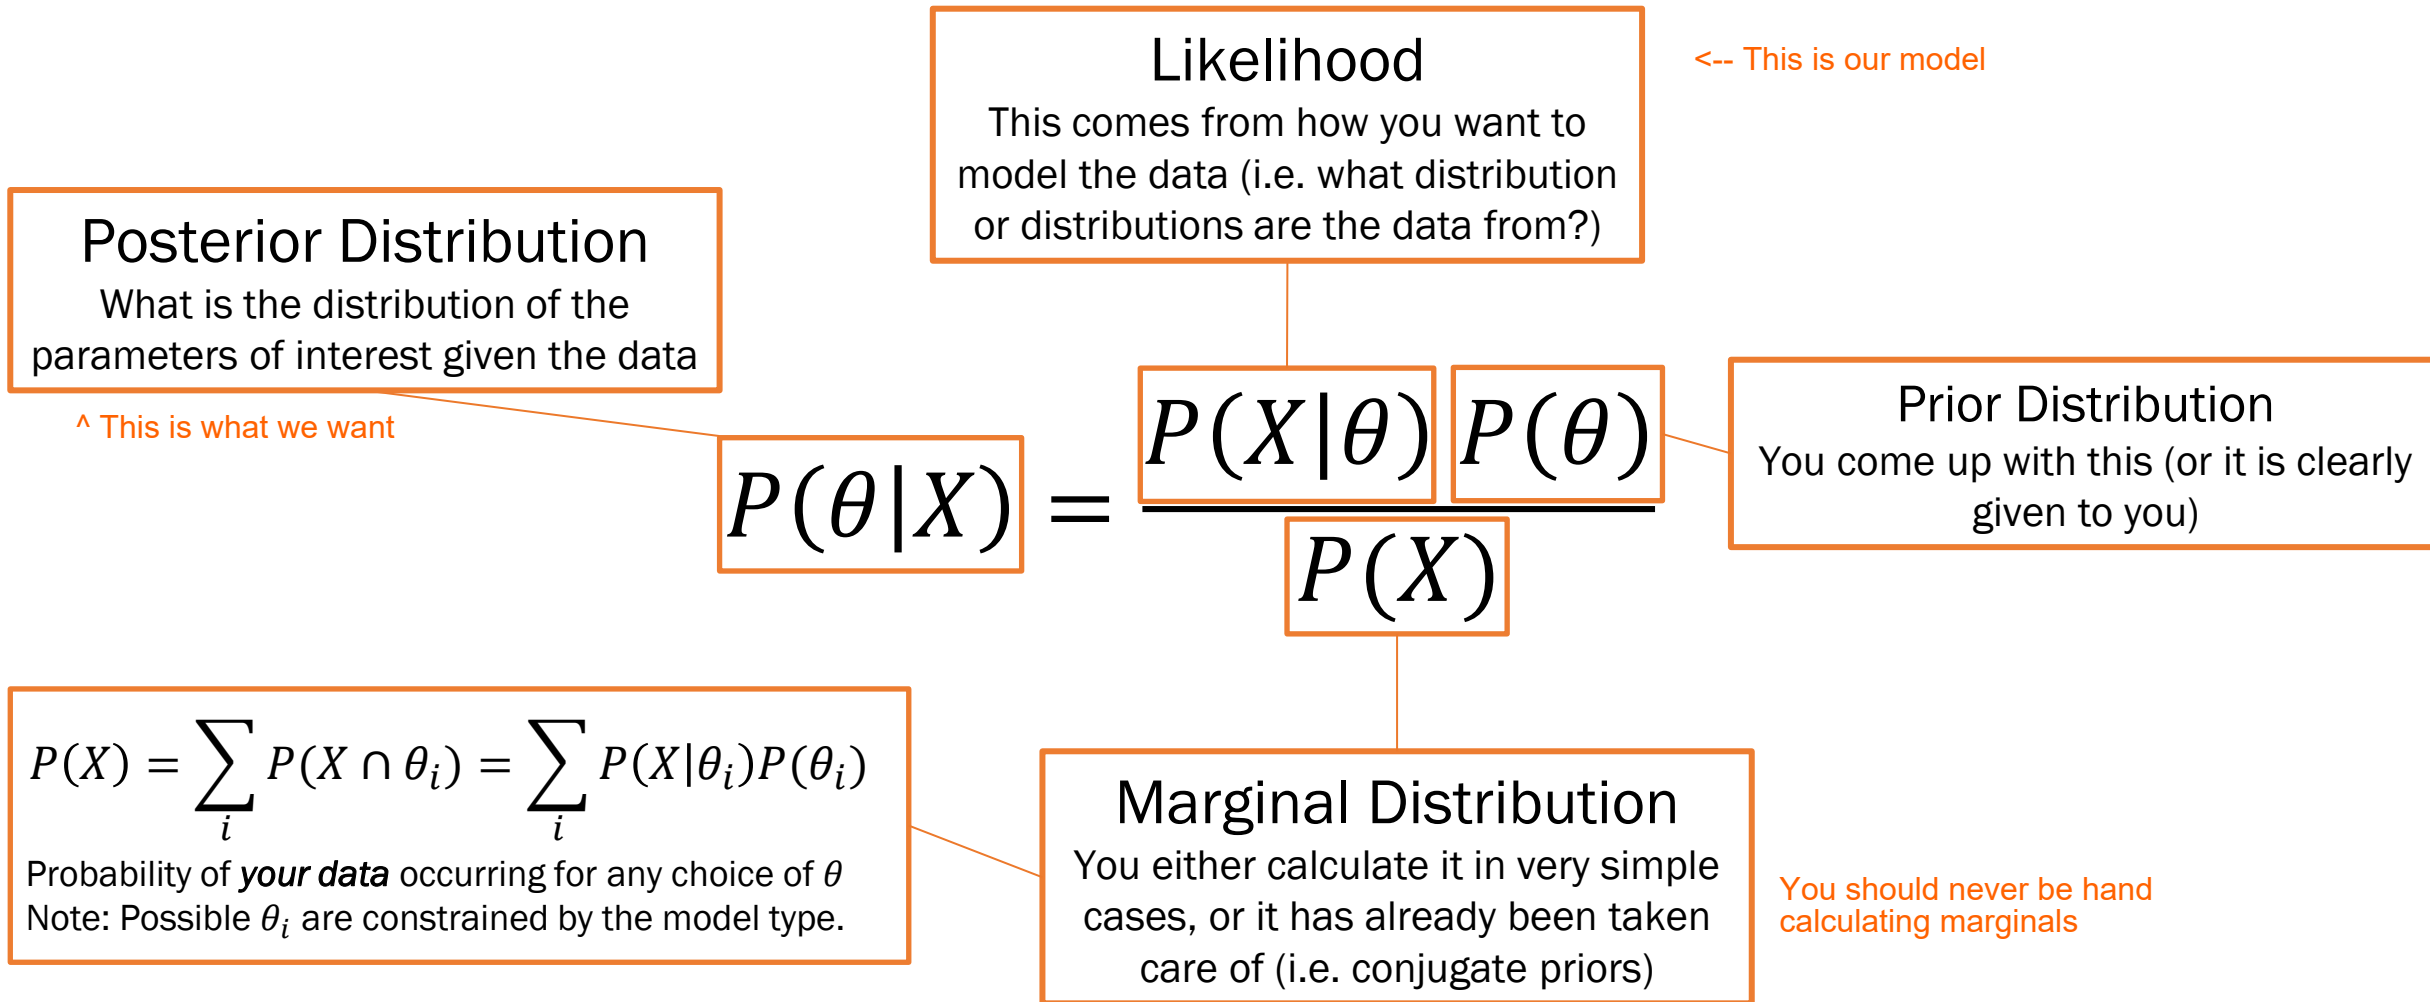 Likelihood
This comes from how you want to
model the data (i.e. what distribution
or distributions are the data from?)
<-- This is our model
Posterior Distribution
What is the distribution of the
parameters of interest given the data
^ This is what we want
P(θ|X) = P(X|θ) P(θ)
P(X)
Prior Distribution
You come up with this (or it is clearly
given to you)
P(X) = ∑ P(X ∩ θᵢ) = ∑ P(X|θᵢ)P(θᵢ)
i i
Probability of your data occurring for any choice of θ
Note: Possible θᵢ are constrained by the model type.
Marginal Distribution
You either calculate it in very simple
cases, or it has already been taken
care of (i.e. conjugate priors)
You should never be hand
calculating marginals